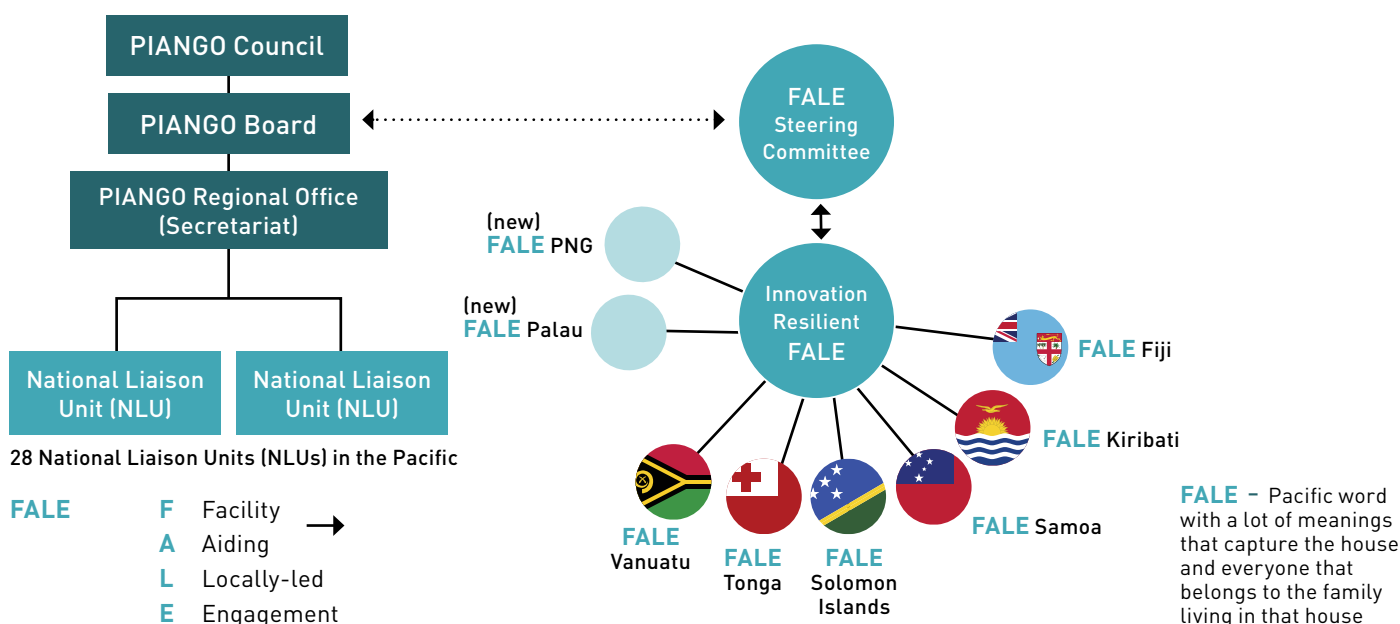 PIANGO Council
PIANGO Board
PIANGO Regional Office
(Secretariat)
National Liaison
Unit (NLU)
National Liaison
Unit (NLU)
28 National Liaison Units (NLUs) in the Pacific
FALE
F Facility
A Aiding
L Locally-led
E Engagement
FALE
Steering
Committee
Innovation
Resilient
FALE
(new)
FALE PNG
(new)
FALE Palau
FALE
Vanuatu
FALE
Tonga
FALE
Solomon
Islands
FALE Samoa
FALE Kiribati
FALE Fiji
FALE - Pacific word
with a lot of meanings
that capture the house
and everyone that
belongs to the family
living in that house